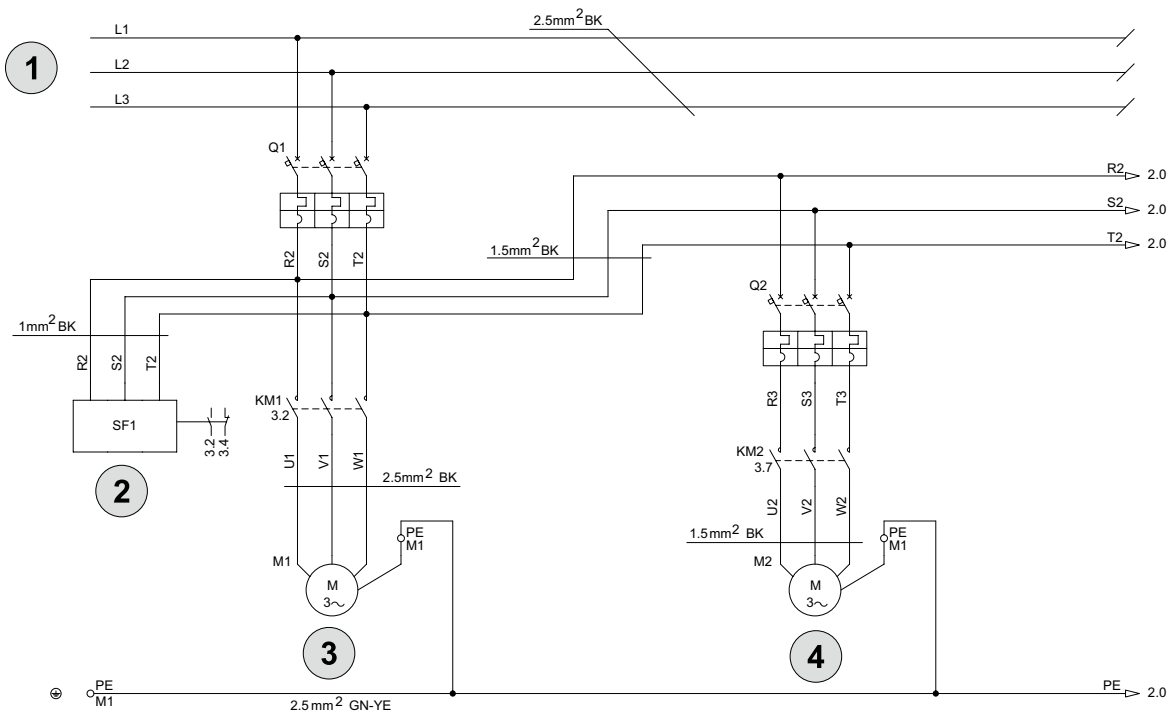 2.5mm² BK
L1
1
L2
L3
Q1
R2 2.0
S2 2.0
T2 2.0
1.5mm² BK
R2
S2
T2
Q2
1mm² BK
R2
S2
T2
R3
S3
T3
KM1
3.2
SF1
3.2
3.4
KM2
3.7
U1
V1
W1
2.5mm² BK
2
U2
V2
W2
PE
M1
1.5mm² BK
PE
M1
M1
M
3~
M2
M
3~
3
4
PE
M1
2.5mm² GN-YE
PE 2.0